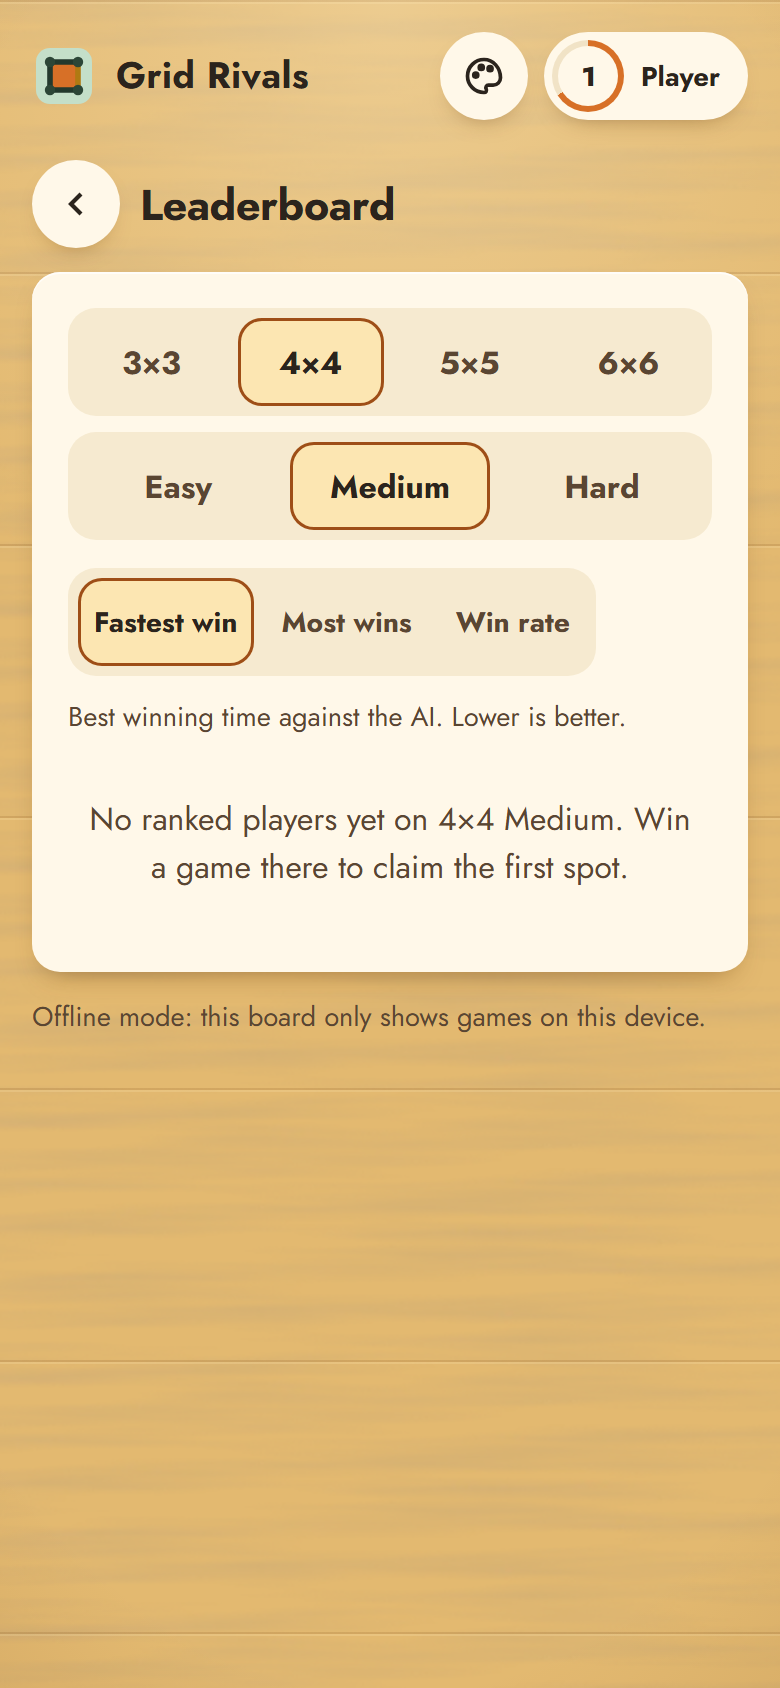 Grid Rivals
1 Player
Leaderboard
3×3 4×4 5×5 6×6
Easy Medium Hard
Fastest win Most wins Win rate
Best winning time against the AI. Lower is better.
No ranked players yet on 4×4 Medium. Win
a game there to claim the first spot.
Offline mode: this board only shows games on this device.